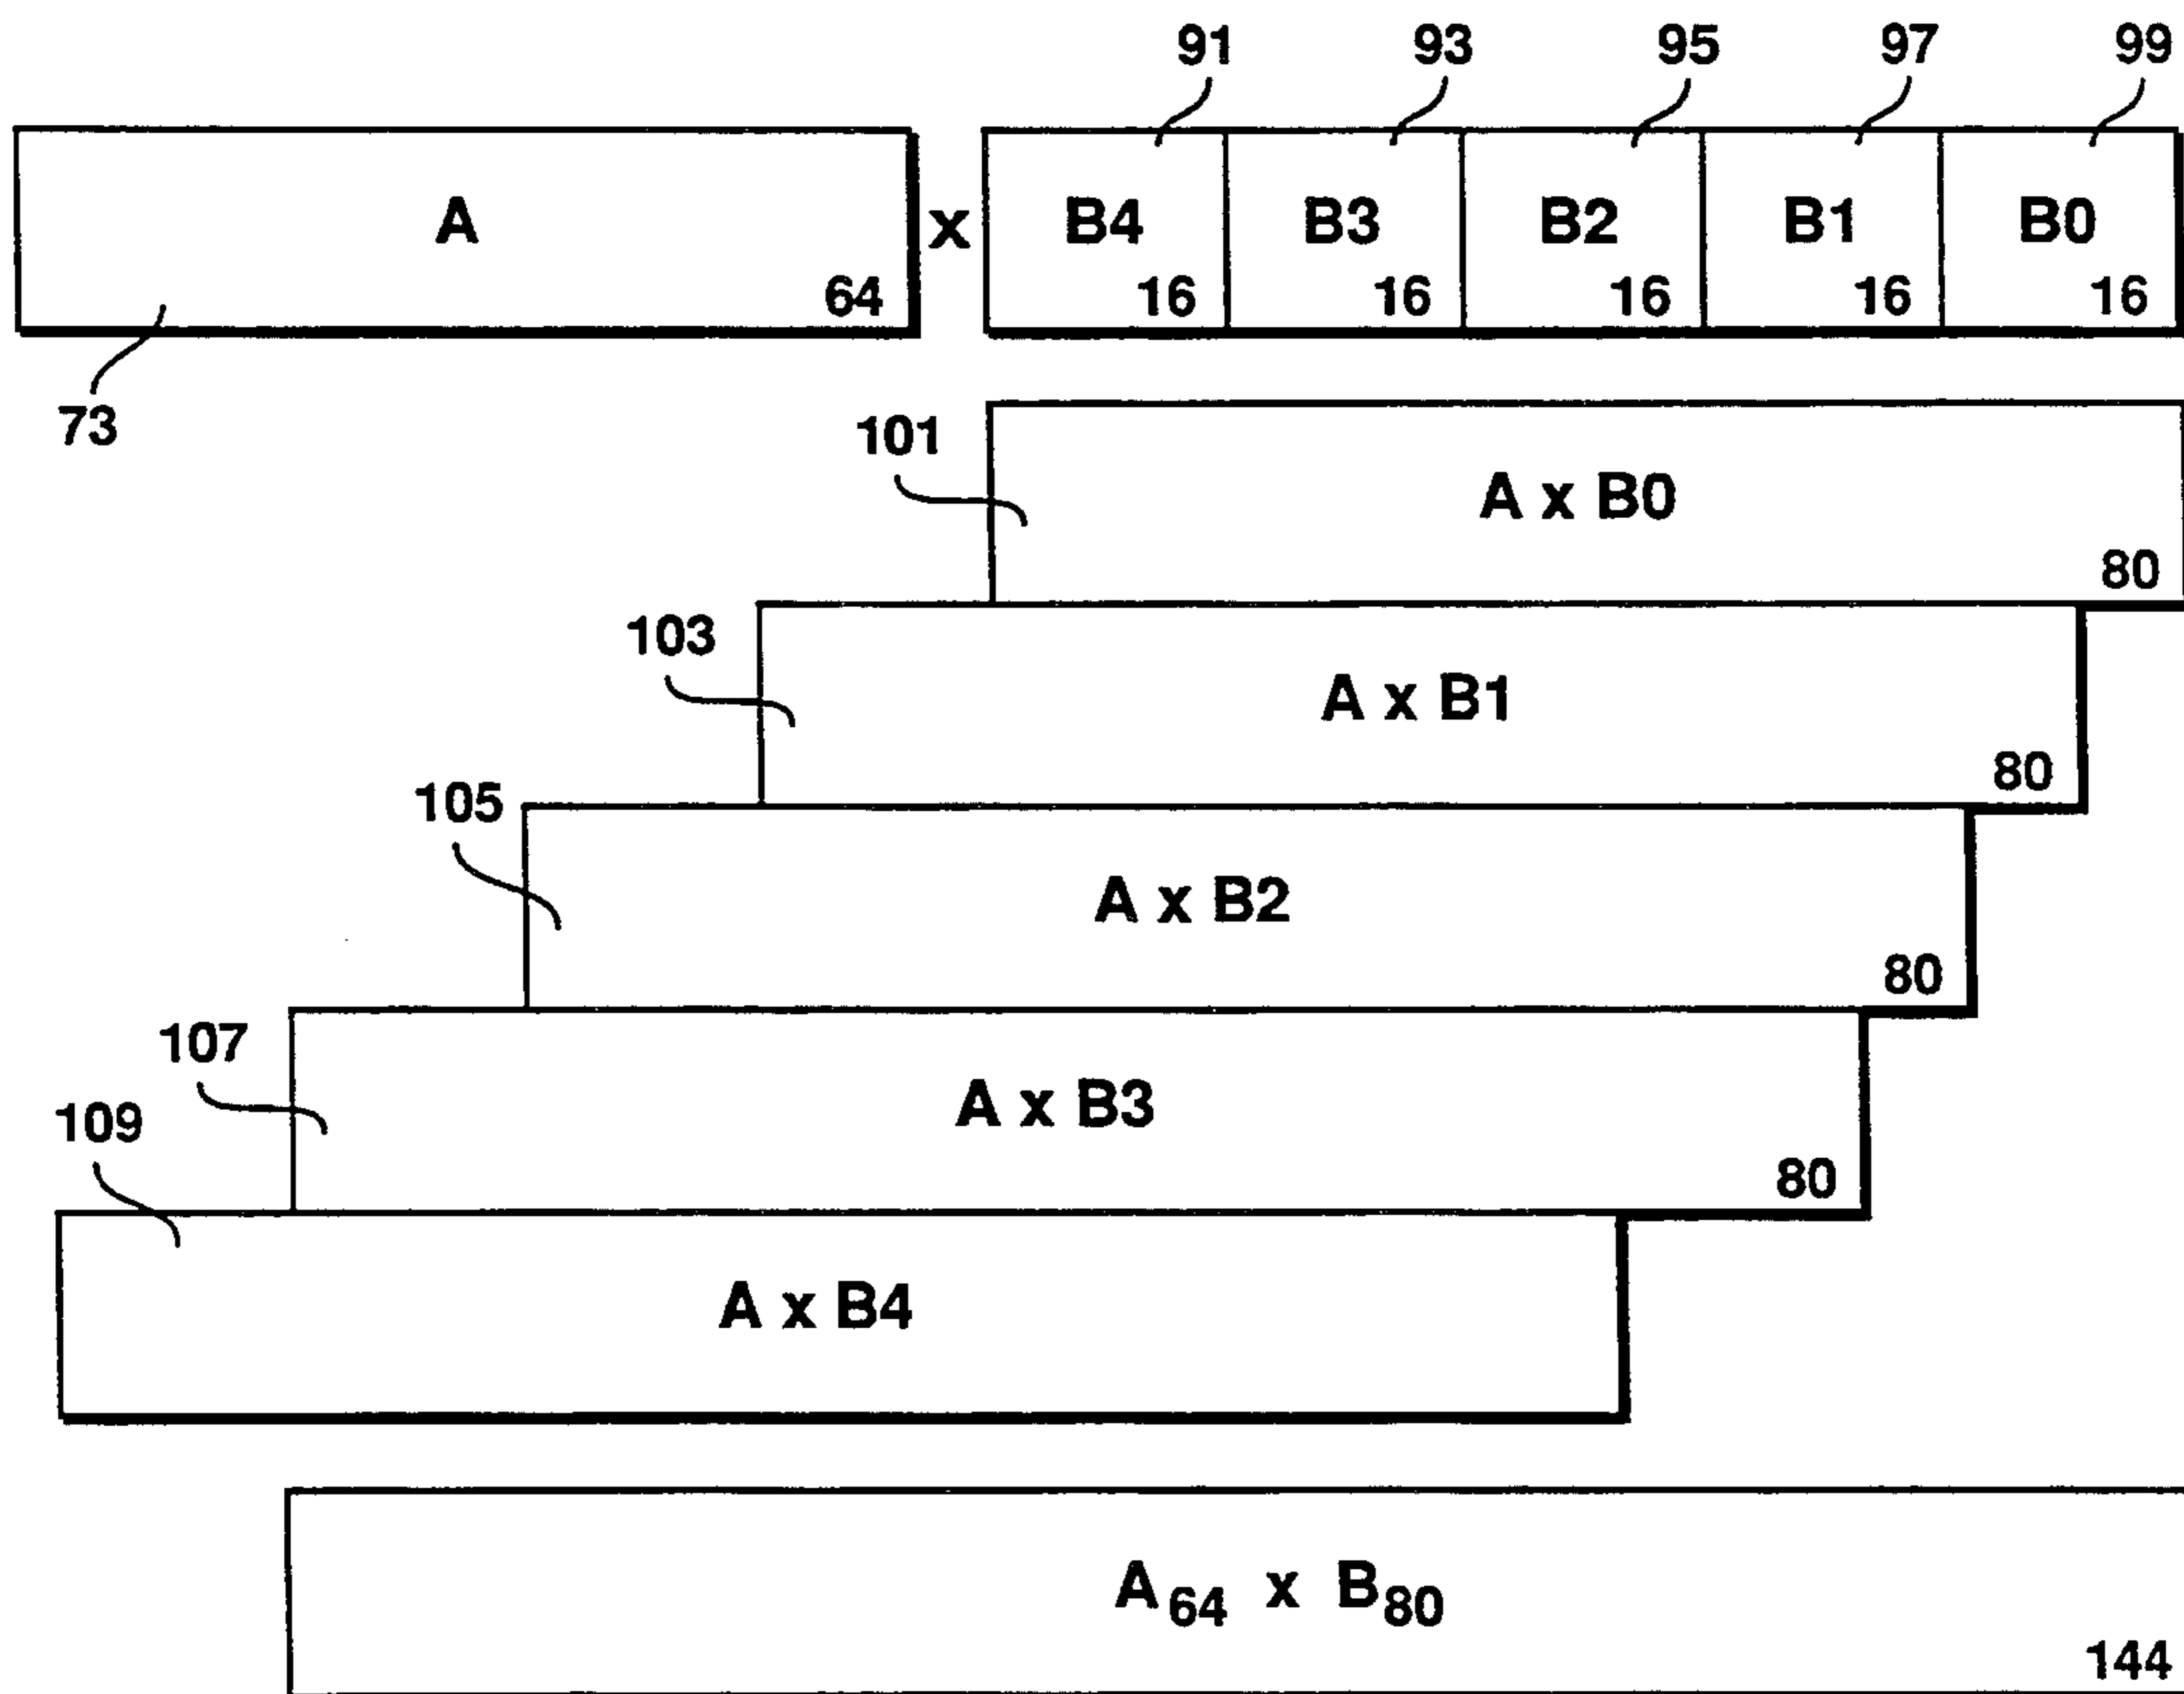 91 93 95 97 99
A x B4 B3 B2 B1 B0
64 16 16 16 16 16
73
101
A x B0
80
103
A x B1
80
105
A x B2
80
107
A x B3
80
109
A x B4
A64 x B80
144